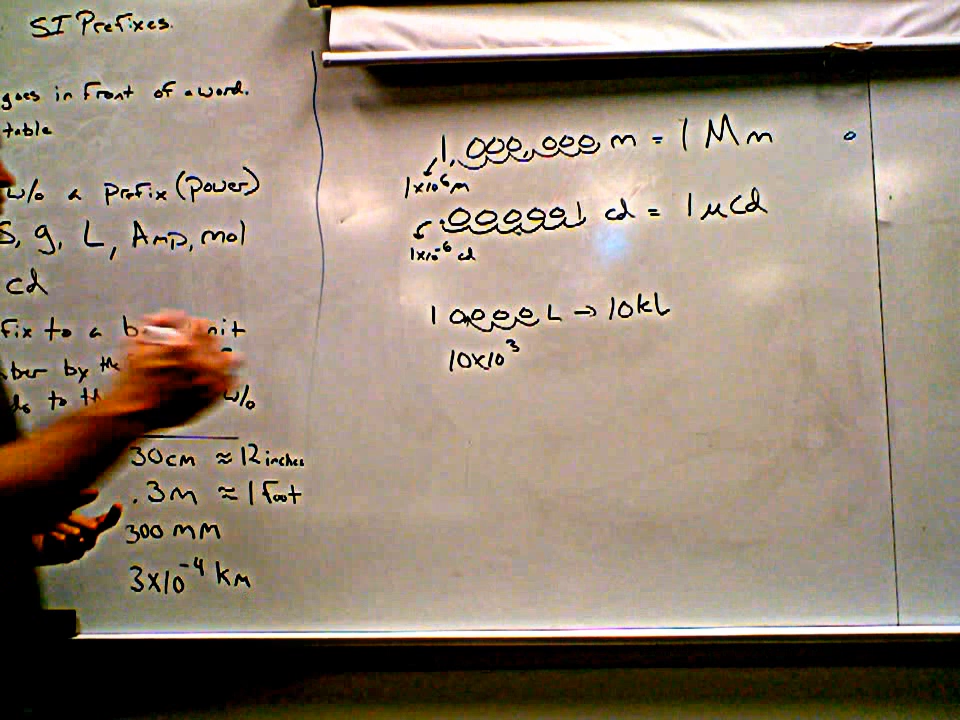 SI Prefixes.
goes in front of a word.
table
w/o a prefix (power)
S, g, L, Amp, mol
cd
fix to a b nit
ber by the
to th w/o
30cm ≈ 12 inches
.3m ≈ 1 foot
300 mm
3x10⁻⁴ km
1,000,000 m = 1 Mm
1x10⁶ m
.000001 cd = 1 μcd
1x10⁻⁶ cd
10000 L → 10kL
10x10³